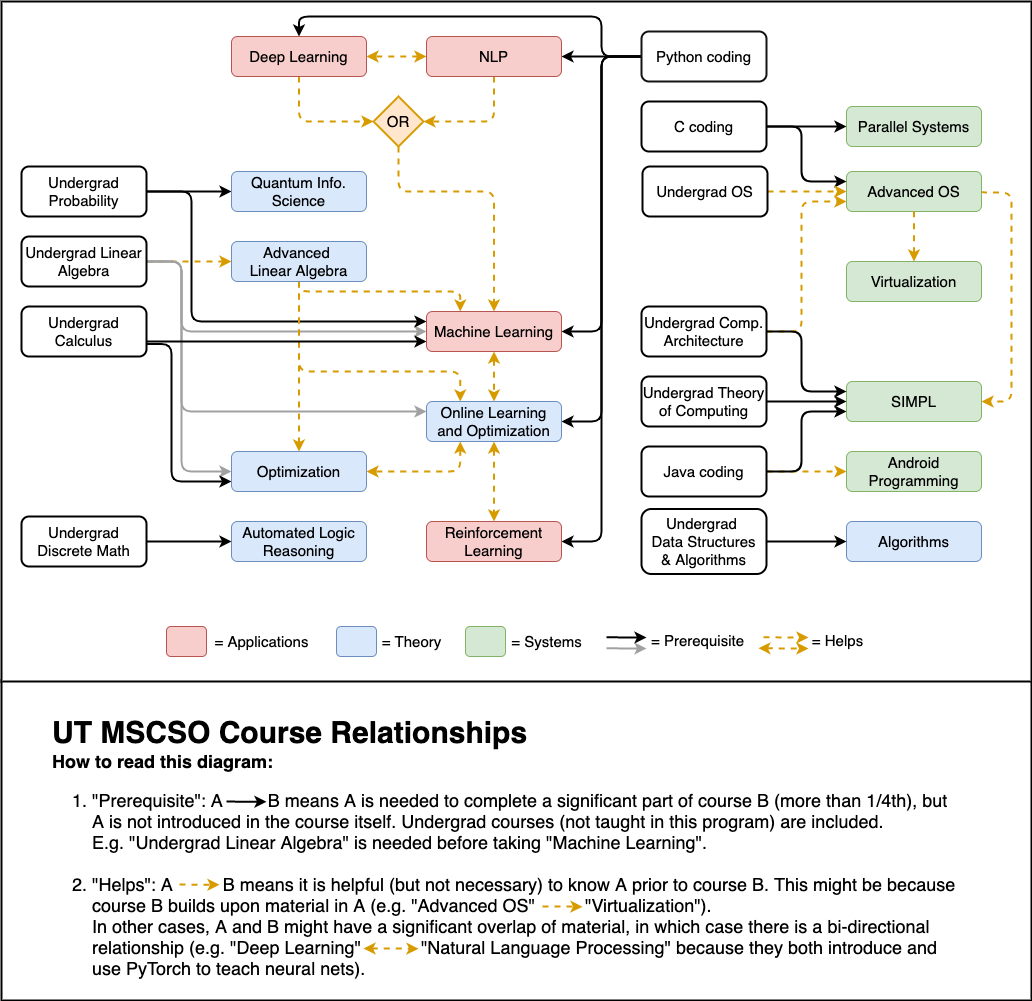 Deep Learning
NLP
Python coding
OR
C coding
Parallel Systems
Undergrad
Probability
Quantum Info.
Science
Undergrad OS
Advanced OS
Undergrad Linear
Algebra
Advanced
Linear Algebra
Virtualization
Undergrad
Calculus
Machine Learning
Undergrad Comp.
Architecture
Undergrad Theory
of Computing
SIMPL
Online Learning
and Optimization
Optimization
Java coding
Android
Programming
Undergrad
Discrete Math
Automated Logic
Reasoning
Reinforcement
Learning
Undergrad
Data Structures
& Algorithms
Algorithms
= Applications
= Theory
= Systems
= Prerequisite
= Helps
UT MSCSO Course Relationships
How to read this diagram:
1. "Prerequisite": A B means A is needed to complete a significant part of course B (more than 1/4th), but
A is not introduced in the course itself. Undergrad courses (not taught in this program) are included.
E.g. "Undergrad Linear Algebra" is needed before taking "Machine Learning".
2. "Helps": A B means it is helpful (but not necessary) to know A prior to course B. This might be because
course B builds upon material in A (e.g. "Advanced OS" "Virtualization").
In other cases, A and B might have a significant overlap of material, in which case there is a bi-directional
relationship (e.g. "Deep Learning" "Natural Language Processing" because they both introduce and
use PyTorch to teach neural nets).